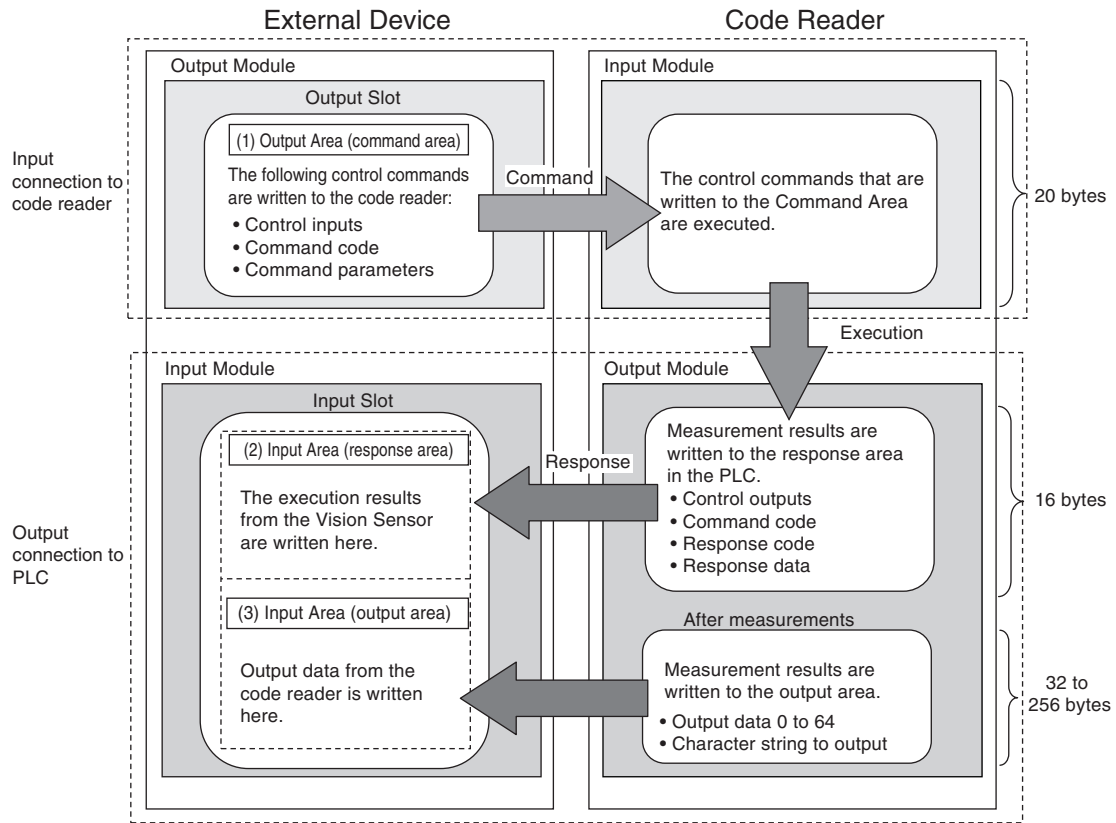 External Device
Code Reader
Output Module
Input Module
Output Slot
(1) Output Area (command area)
The following control commands
are written to the code reader:
• Control inputs
• Command code
• Command parameters
Command
The control commands that are
written to the Command Area
are executed.
Input
connection to
code reader
20 bytes
Execution
Input Module
Output Module
Input Slot
(2) Input Area (response area)
The execution results
from the Vision Sensor
are written here.
Response
Measurement results are
written to the response area
in the PLC.
• Control outputs
• Command code
• Response code
• Response data
16 bytes
Output
connection to
PLC
(3) Input Area (output area)
Output data from the
code reader is written
here.
After measurements
Measurement results are
written to the output area.
• Output data 0 to 64
• Character string to output
32 to
256 bytes